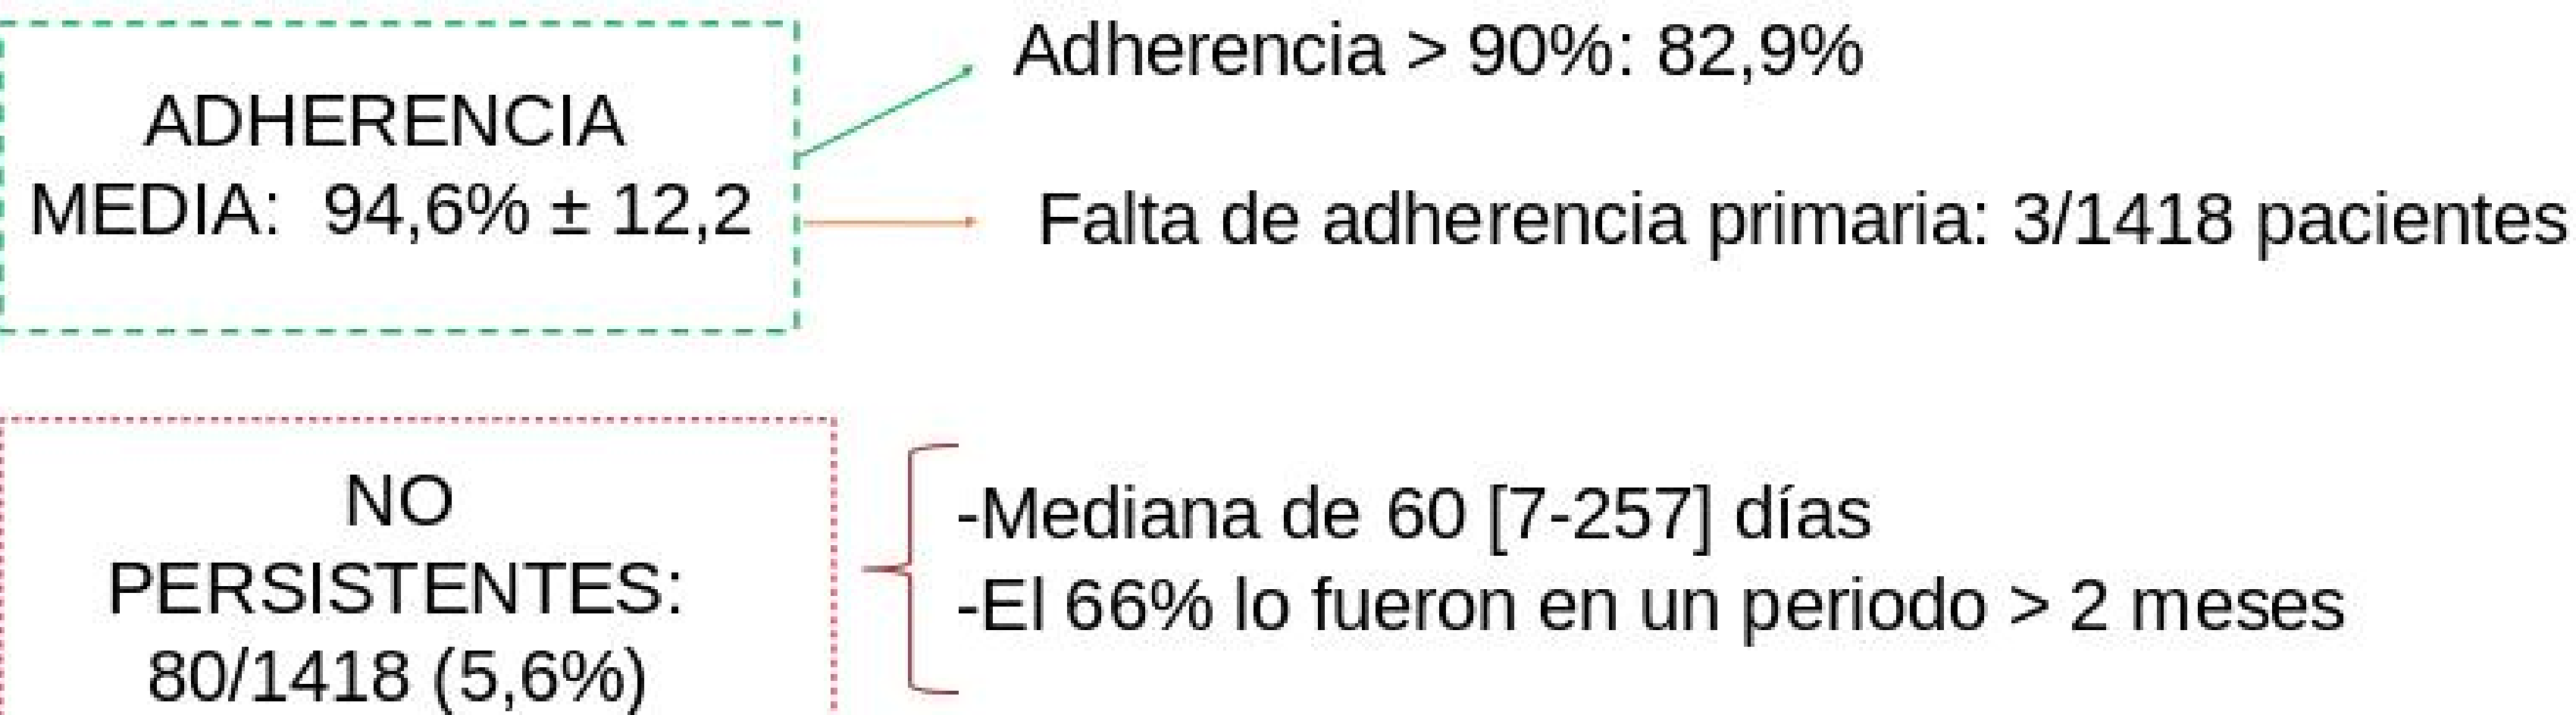 ADHERENCIA
MEDIA: 94,6% ± 12,2
Adherencia > 90%: 82,9%
Falta de adherencia primaria: 3/1418 pacientes
NO
PERSISTENTES:
80/1418 (5,6%)
-Mediana de 60 [7-257] días
-El 66% lo fueron en un periodo > 2 meses